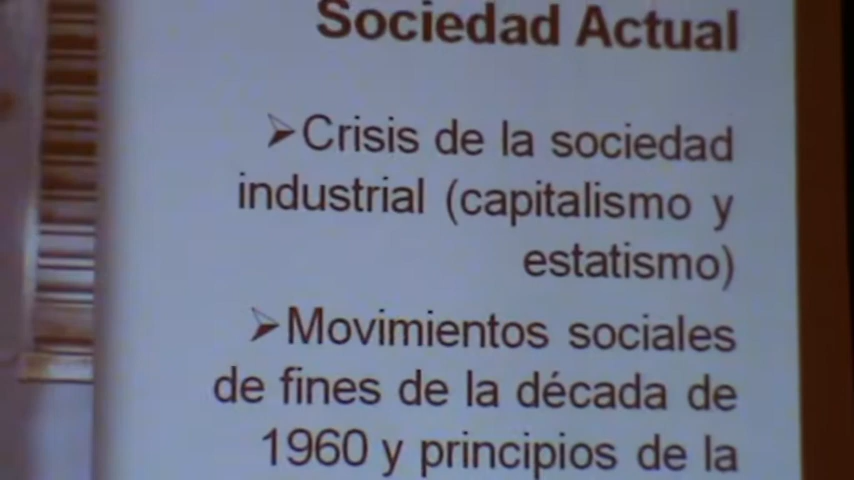 Sociedad Actual
➢Crisis de la sociedad
industrial (capitalismo y
estatismo)
➢Movimientos sociales
de fines de la década de
1960 y principios de la